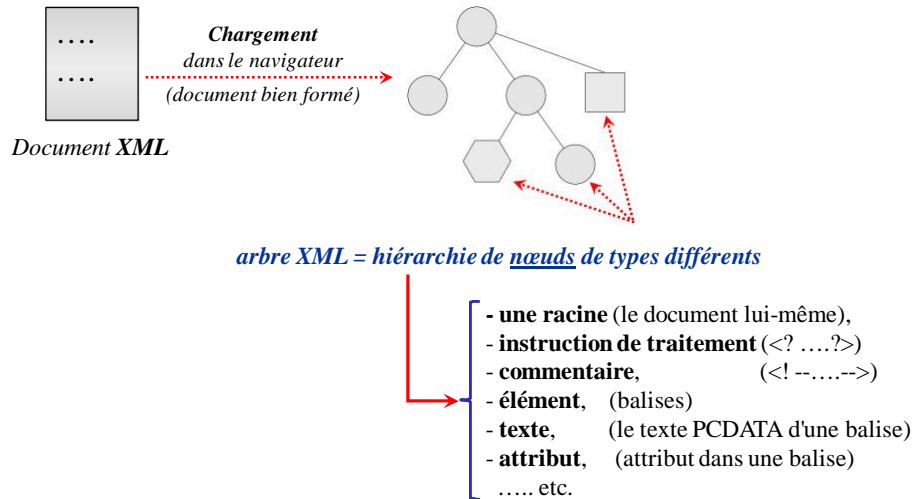 ....
....
Chargement
dans le navigateur
(document bien formé)
Document XML
arbre XML = hiérarchie de nœuds de types différents
- une racine (le document lui-même),
- instruction de traitement (<? ….?>)
- commentaire, (<! --…..-->)
- élément, (balises)
- texte, (le texte PCDATA d'une balise)
- attribut, (attribut dans une balise)
….. etc.